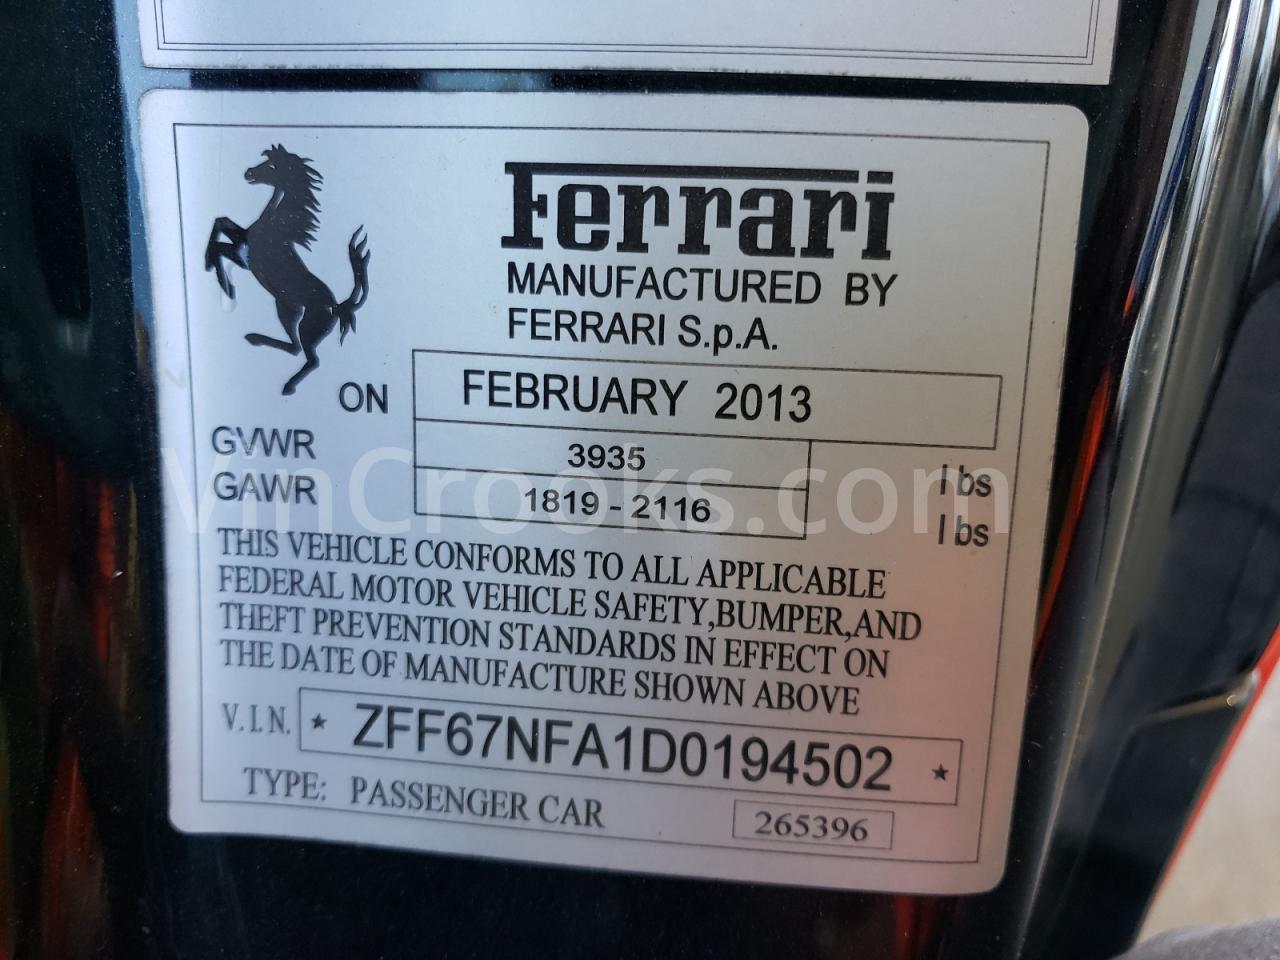 Ferrari
MANUFACTURED BY
FERRARI S.p.A.
ON FEBRUARY 2013
GVWR 3935 lbs
GAWR 1819 - 2116 lbs
VinCrooks.com
THIS VEHICLE CONFORMS TO ALL APPLICABLE
FEDERAL MOTOR VEHICLE SAFETY,BUMPER,AND
THEFT PREVENTION STANDARDS IN EFFECT ON
THE DATE OF MANUFACTURE SHOWN ABOVE
V.I.N. * ZFF67NFA1D0194502 *
TYPE: PASSENGER CAR 265396